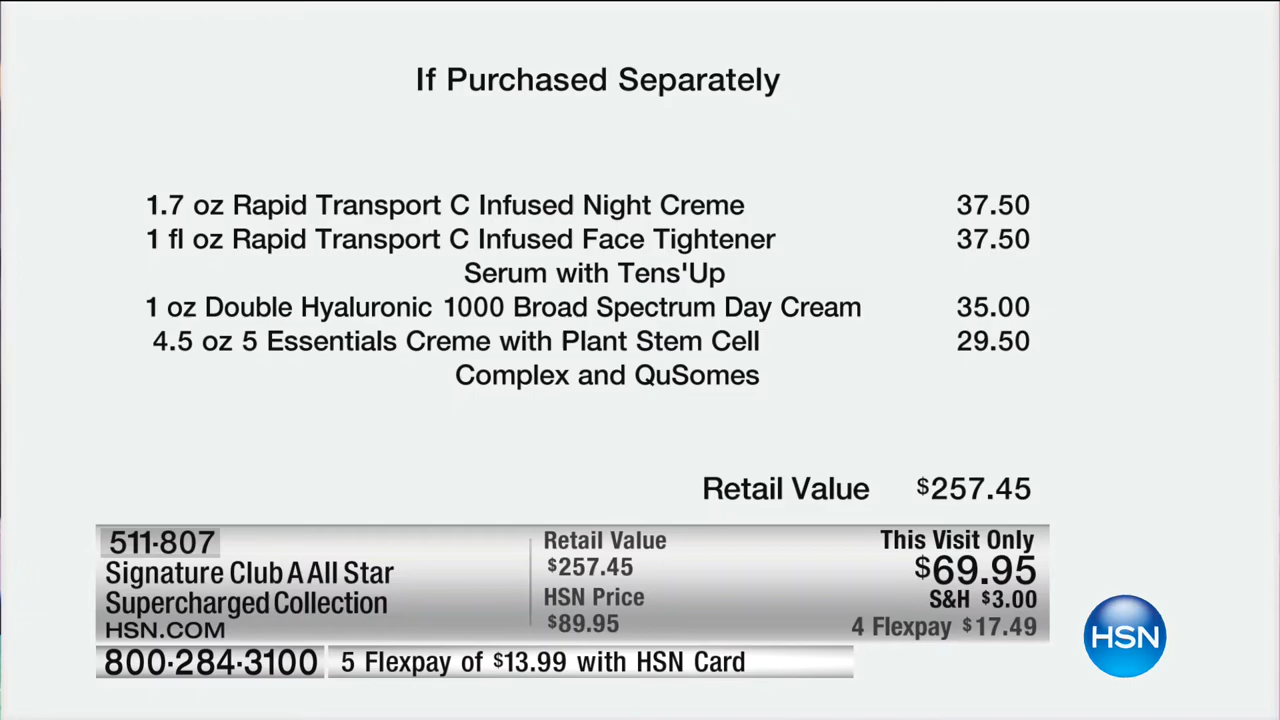 If Purchased Separately
1.7 oz Rapid Transport C Infused Night Creme 37.50
1 fl oz Rapid Transport C Infused Face Tightener 37.50
Serum with Tens'Up
1 oz Double Hyaluronic 1000 Broad Spectrum Day Cream 35.00
4.5 oz 5 Essentials Creme with Plant Stem Cell 29.50
Complex and QuSomes
Retail Value $257.45
511-807
Signature Club A All Star
Supercharged Collection
HSN.COM
Retail Value
$257.45
HSN Price
$89.95
This Visit Only
$69.95
S&H $3.00
4 Flexpay $17.49
800-284-3100 5 Flexpay of $13.99 with HSN Card
HSN